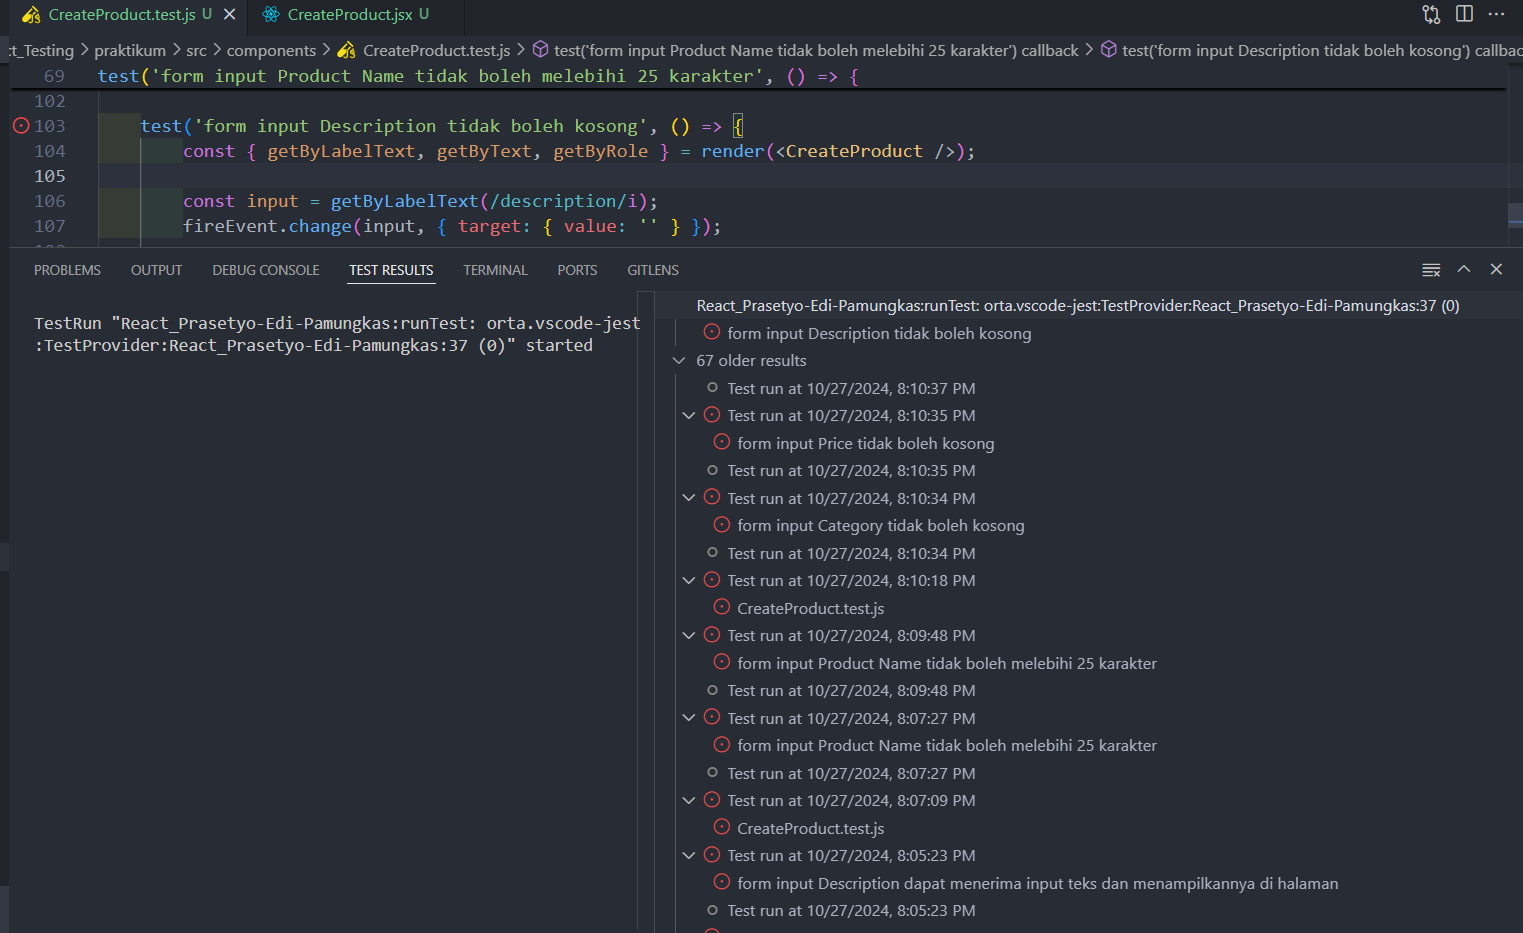 CreateProduct.test.js U
CreateProduct.jsx U
ct_Testing > praktikum > src > components > CreateProduct.test.js > test('form input Product Name tidak boleh melebihi 25 karakter') callback > test('form input Description tidak boleh kosong') callbac
69 test('form input Product Name tidak boleh melebihi 25 karakter', () => {
102
103 test('form input Description tidak boleh kosong', () => {
104 const { getByLabelText, getByText, getByRole } = render(<CreateProduct />);
105
106 const input = getByLabelText(/description/i);
107 fireEvent.change(input, { target: { value: '' } });
PROBLEMS OUTPUT DEBUG CONSOLE TEST RESULTS TERMINAL PORTS GITLENS
TestRun "React_Prasetyo-Edi-Pamungkas:runTest: orta.vscode-jest
:TestProvider:React_Prasetyo-Edi-Pamungkas:37 (0)" started
React_Prasetyo-Edi-Pamungkas:runTest: orta.vscode-jest:TestProvider:React_Prasetyo-Edi-Pamungkas:37 (0)
form input Description tidak boleh kosong
67 older results
Test run at 10/27/2024, 8:10:37 PM
Test run at 10/27/2024, 8:10:35 PM
form input Price tidak boleh kosong
Test run at 10/27/2024, 8:10:35 PM
Test run at 10/27/2024, 8:10:34 PM
form input Category tidak boleh kosong
Test run at 10/27/2024, 8:10:34 PM
Test run at 10/27/2024, 8:10:18 PM
CreateProduct.test.js
Test run at 10/27/2024, 8:09:48 PM
form input Product Name tidak boleh melebihi 25 karakter
Test run at 10/27/2024, 8:09:48 PM
Test run at 10/27/2024, 8:07:27 PM
form input Product Name tidak boleh melebihi 25 karakter
Test run at 10/27/2024, 8:07:27 PM
Test run at 10/27/2024, 8:07:09 PM
CreateProduct.test.js
Test run at 10/27/2024, 8:05:23 PM
form input Description dapat menerima input teks dan menampilkannya di halaman
Test run at 10/27/2024, 8:05:23 PM